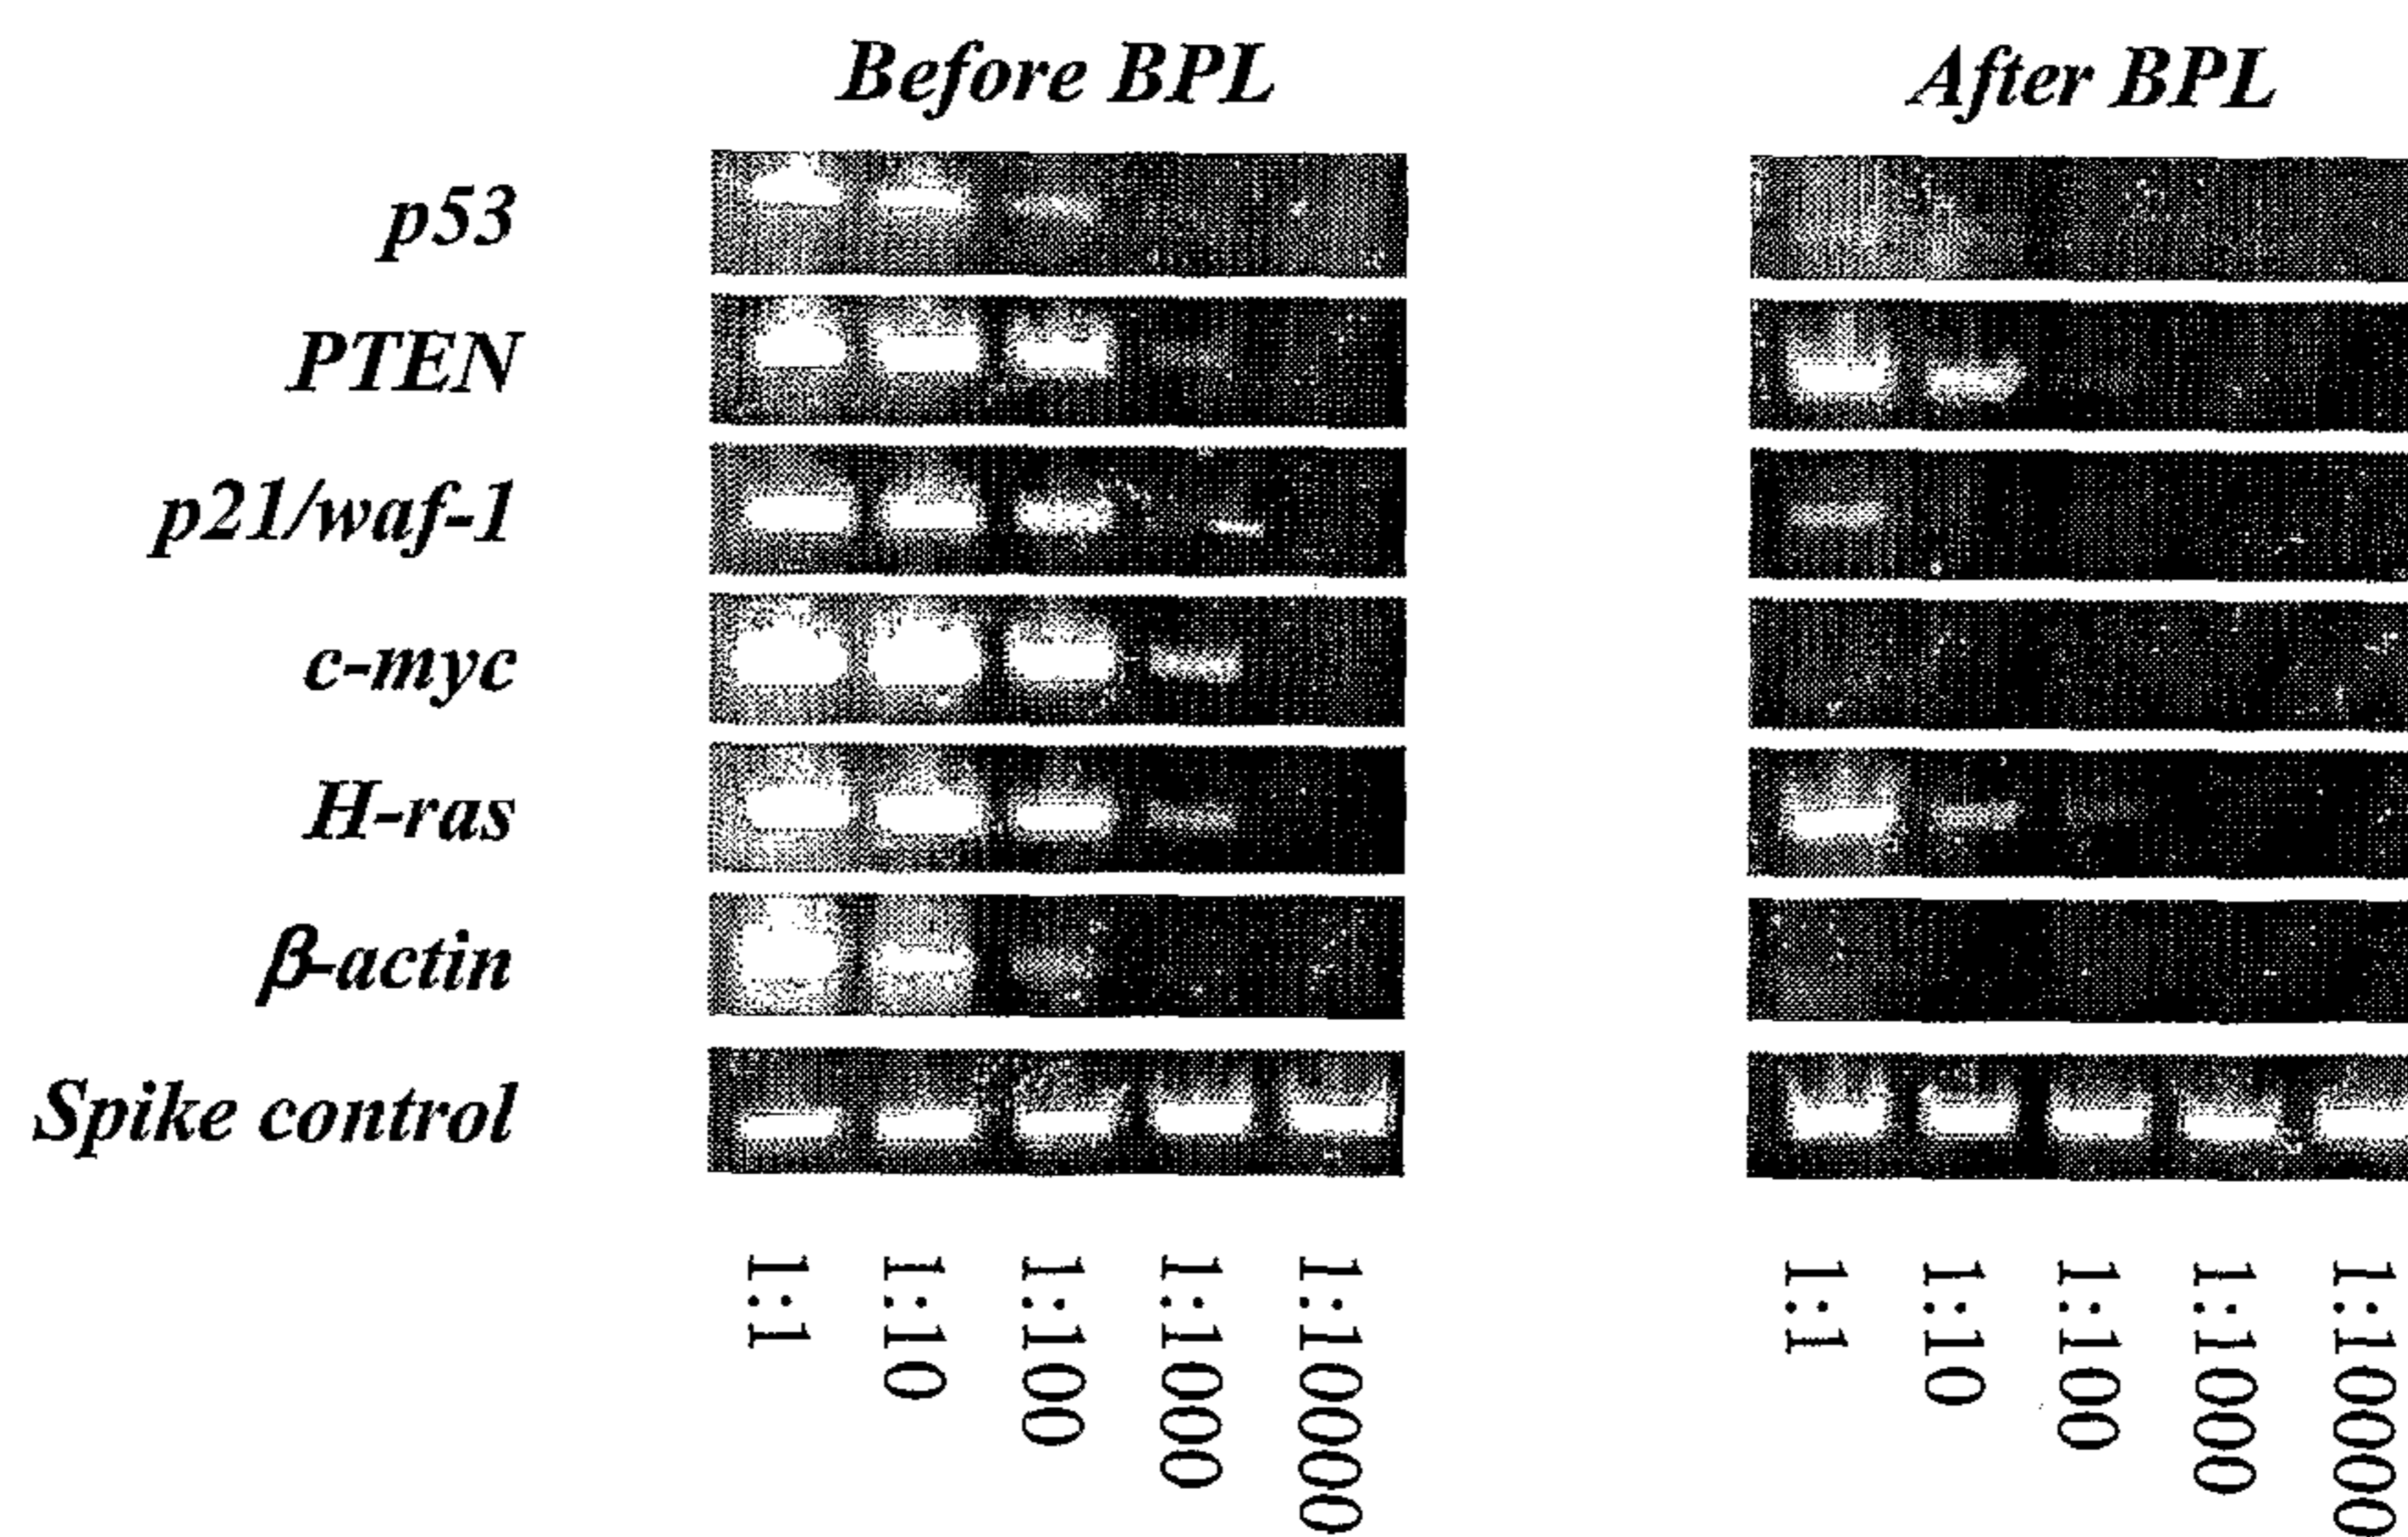 Before BPL
After BPL
p53
PTEN
p21/waf-1
c-myc
H-ras
β-actin
Spike control
1:1
1:10
1:100
1:1000
1:10000
1:1
1:10
1:100
1:1000
1:10000